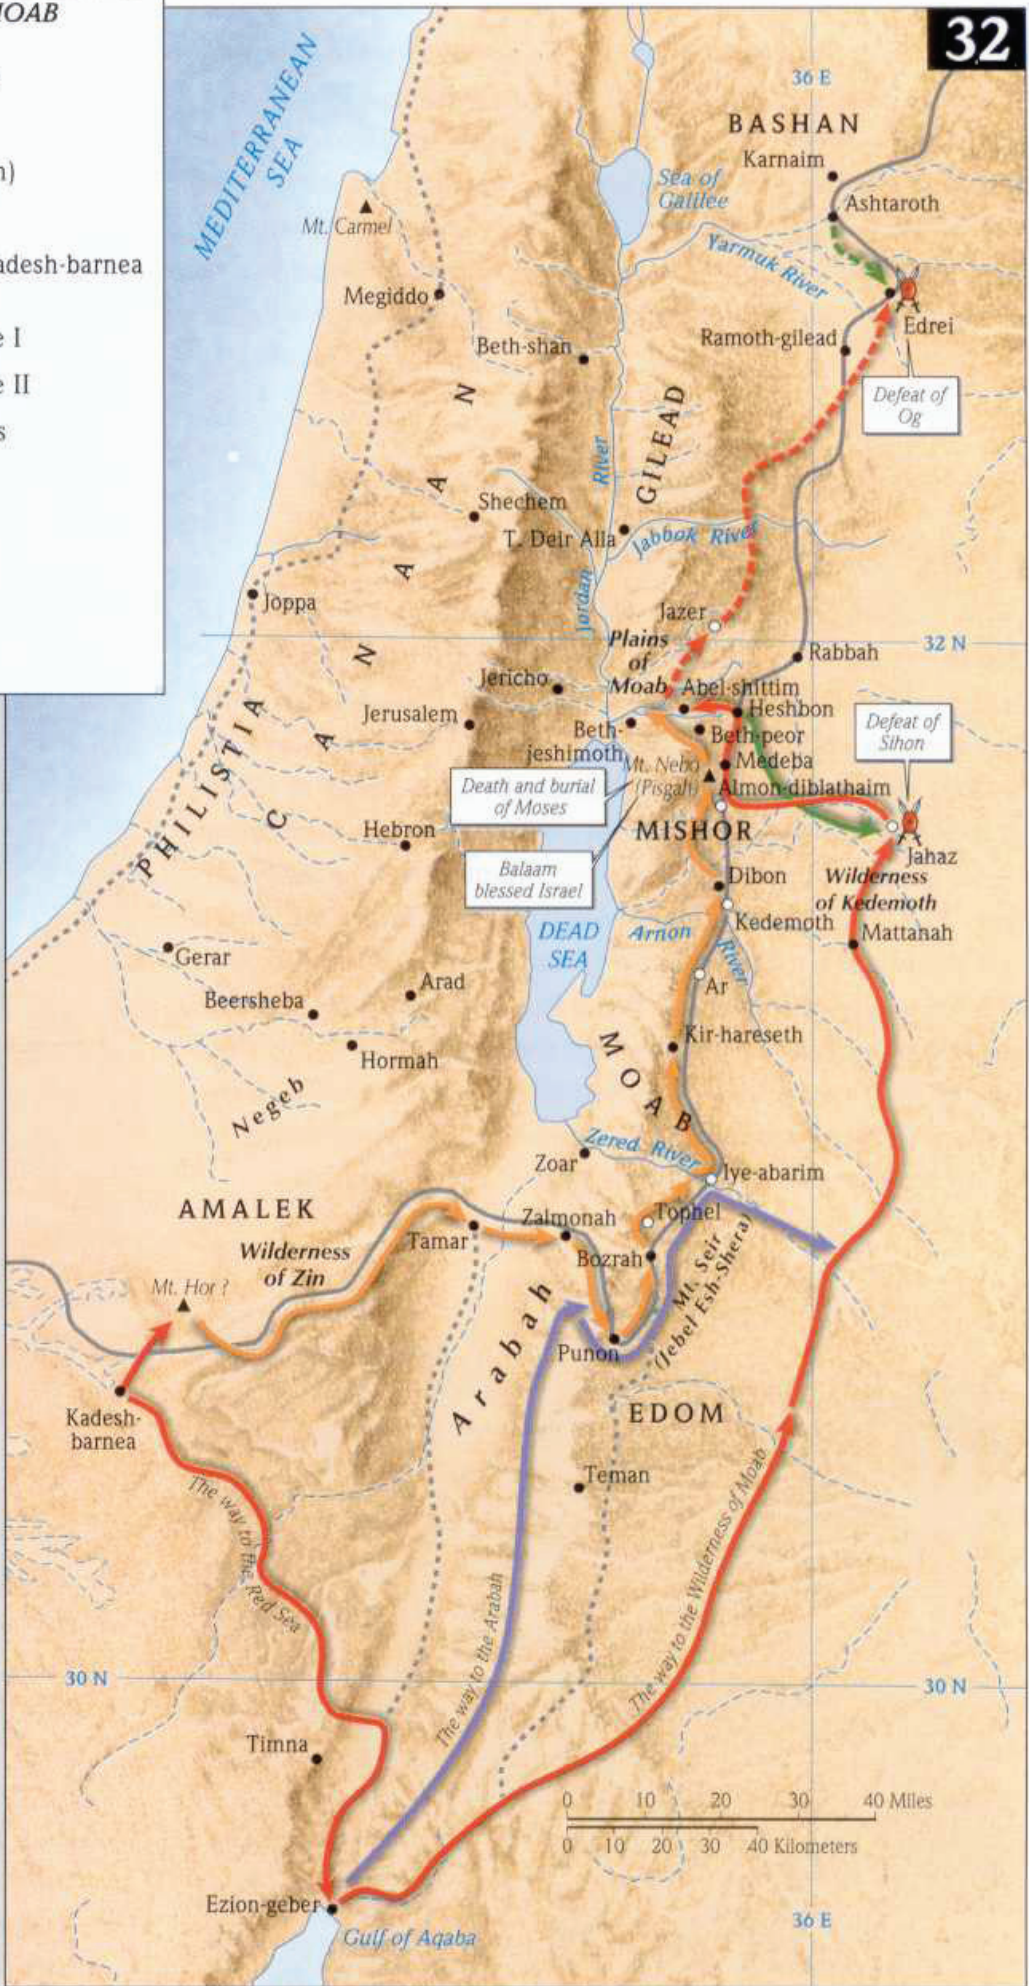 MOAB
32
36 E
BASHAN
Karnaim
MEDITERRANEAN
SEA
Sea of
Galilee
Ashtaroth
Mt. Carmel
Yarmuk River
adesh-barnea
Megiddo
Edrei
e I
Ramoth-gilead
Beth-shan
e II
Defeat of
Og
GILEAD
River
Shechem
T. Deir Alla
Jabbok River
CANAAN
Jordan
Joppa
Jazer
32 N
Plains
of
Moab
Rabbah
Jericho
Abel-shittim
Jerusalem
Heshbon
Beth-
jeshimoth
Beth-peor
Defeat of
Sihon
Medeba
Mt. Nebo
(Pisgah)
Death and burial
of Moses
Almon-diblathaim
PHILISTIA
Hebron
MISHOR
Jahaz
Balaam
blessed Israel
Dibon
Wilderness
of Kedemoth
Kedemoth
DEAD
SEA
Arnon River
Mattanah
Gerar
Ar
Arad
Beersheba
Kir-hareseth
Hormah
MOAB
Negeb
Zered River
Zoar
Iye-abarim
AMALEK
Tophel
Zalmonah
Tamar
Wilderness
of Zin
Bozrah
Mt. Seir
(Jebel Esh-Shera)
Mt. Hor ?
Arabah
Punon
Kadesh-
barnea
EDOM
Teman
The way to the Red Sea
The way to the Arabah
The way to the Wilderness of Moab
30 N
30 N
Timna
0 10 20 30 40 Miles
0 10 20 30 40 Kilometers
Ezion-geber
Gulf of Aqaba
36 E